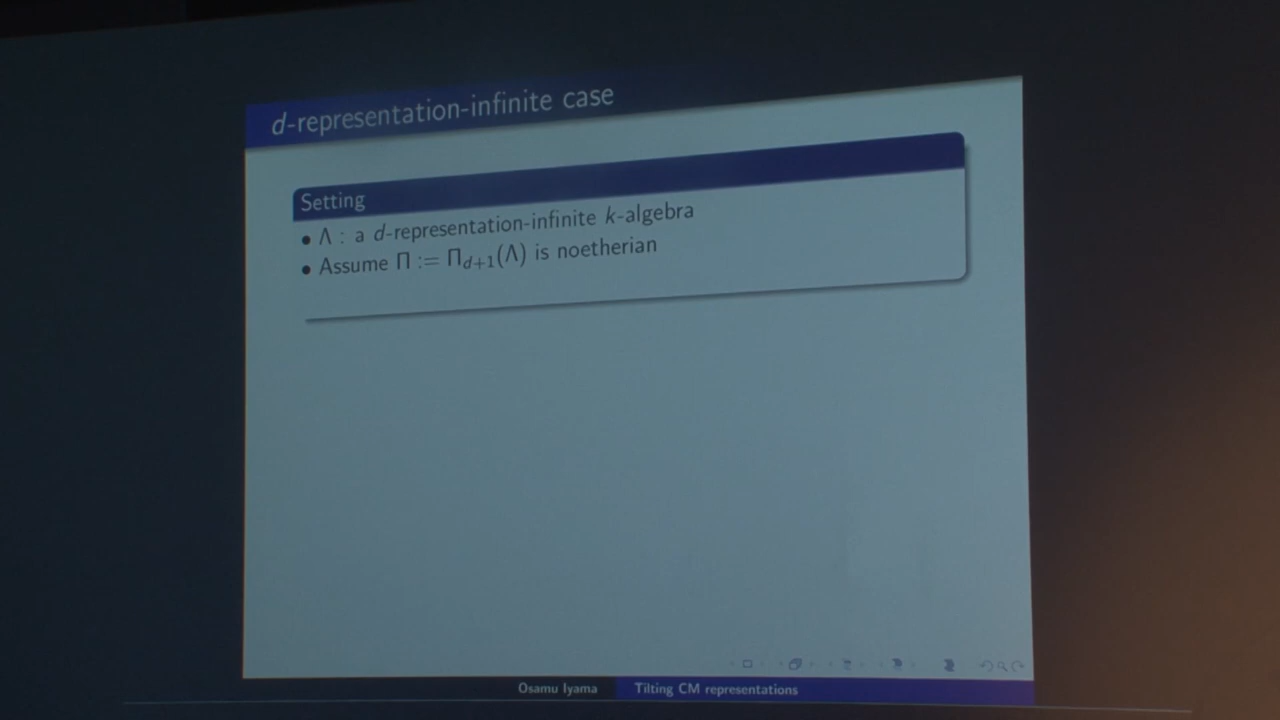 d-representation-infinite case
Setting
• Λ : a d-representation-infinite k-algebra
• Assume Π := Π_{d+1}(Λ) is noetherian
Osamu Iyama Tilting CM representations